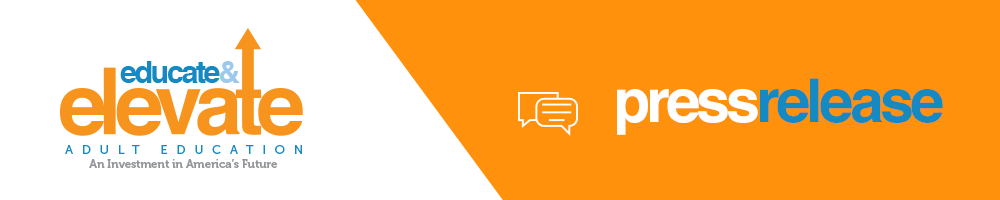 educate&
elevate
ADULT EDUCATION
An Investment in America's Future
pressrelease